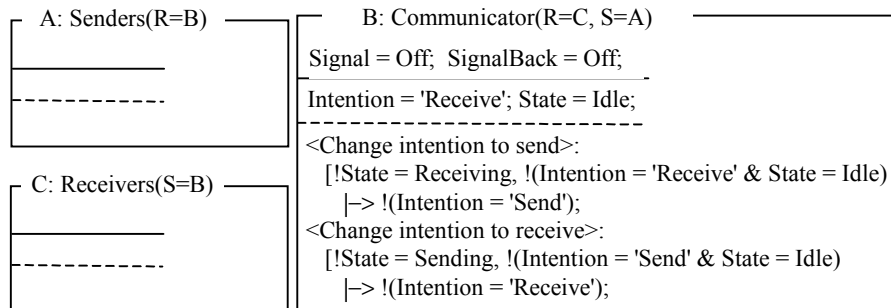 A: Senders(R=B)
B: Communicator(R=C, S=A)
Signal = Off; SignalBack = Off;
Intention = 'Receive'; State = Idle;
<Change intention to send>:
[!State = Receiving, !(Intention = 'Receive' & State = Idle)
|–> !(Intention = 'Send');
C: Receivers(S=B)
<Change intention to receive>:
[!State = Sending, !(Intention = 'Send' & State = Idle)
|–> !(Intention = 'Receive');